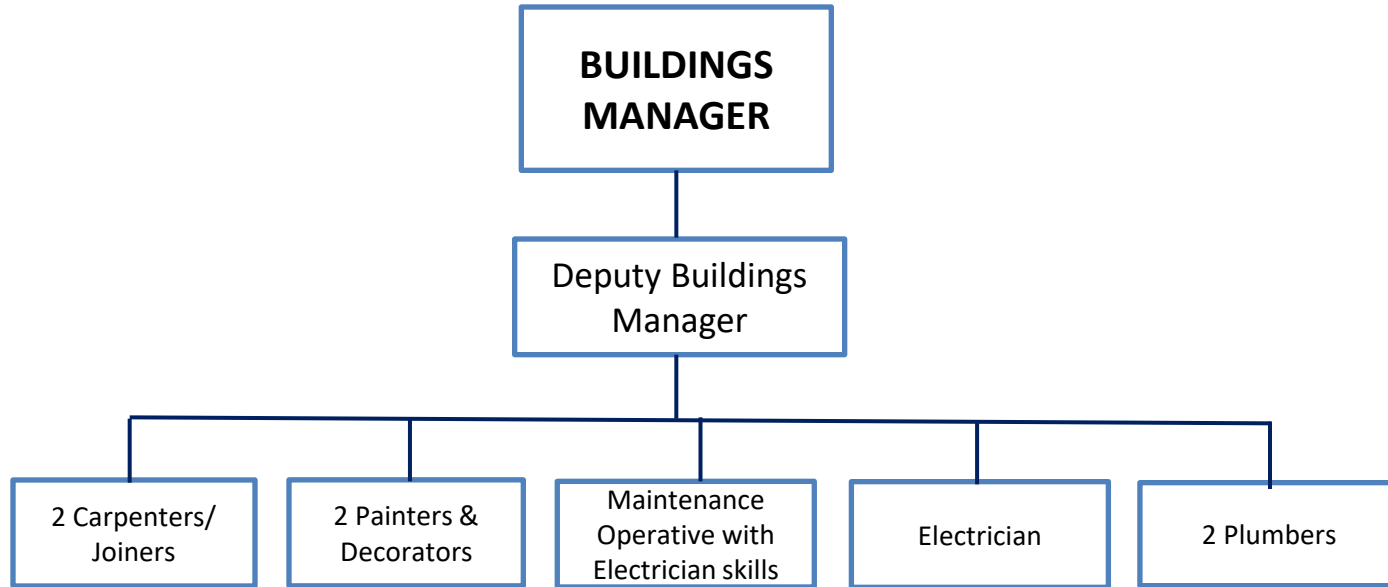 BUILDINGS
MANAGER
Deputy Buildings
Manager
2 Carpenters/
Joiners
2 Painters &
Decorators
Maintenance
Operative with
Electrician skills
Electrician
2 Plumbers